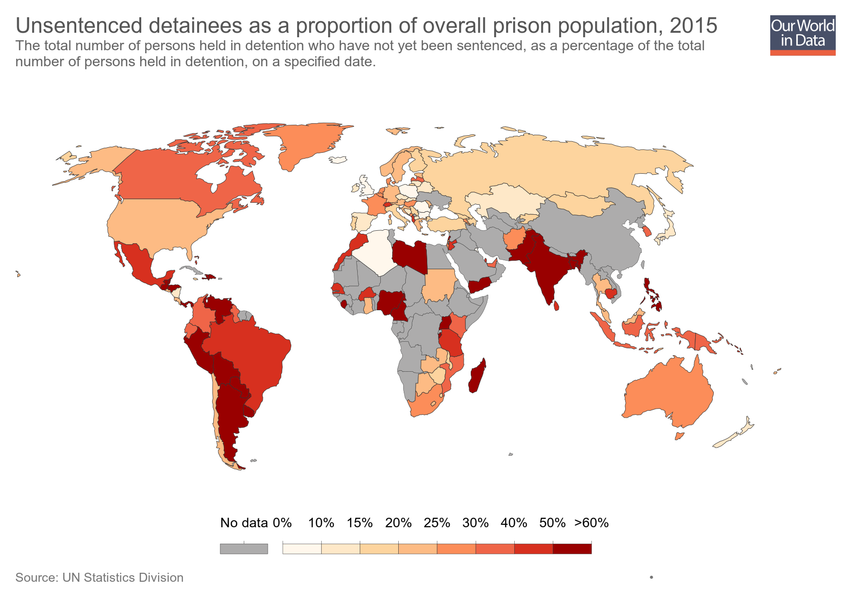 Unsentenced detainees as a proportion of overall prison population, 2015
Our World
in Data
The total number of persons held in detention who have not yet been sentenced, as a percentage of the total
number of persons held in detention, on a specified date.
No data 0% 10% 15% 20% 25% 30% 40% 50% >60%
Source: UN Statistics Division